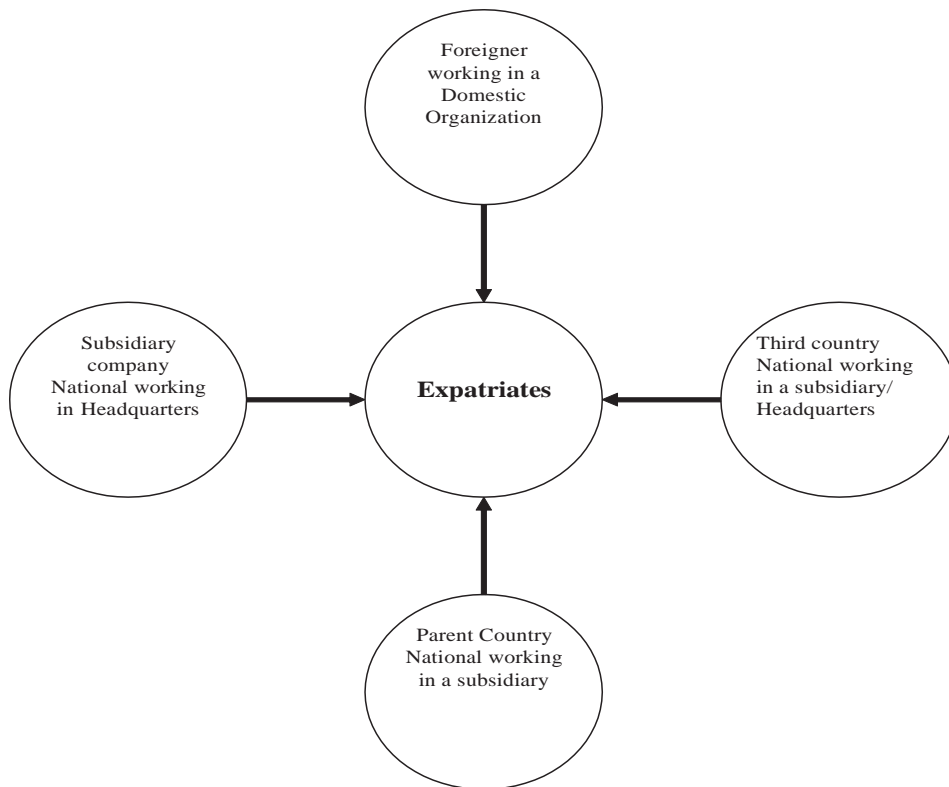 Foreigner
working in a
Domestic
Organization
Subsidiary
company
National working
in Headquarters
Expatriates
Third country
National working
in a subsidiary/
Headquarters
Parent Country
National working
in a subsidiary